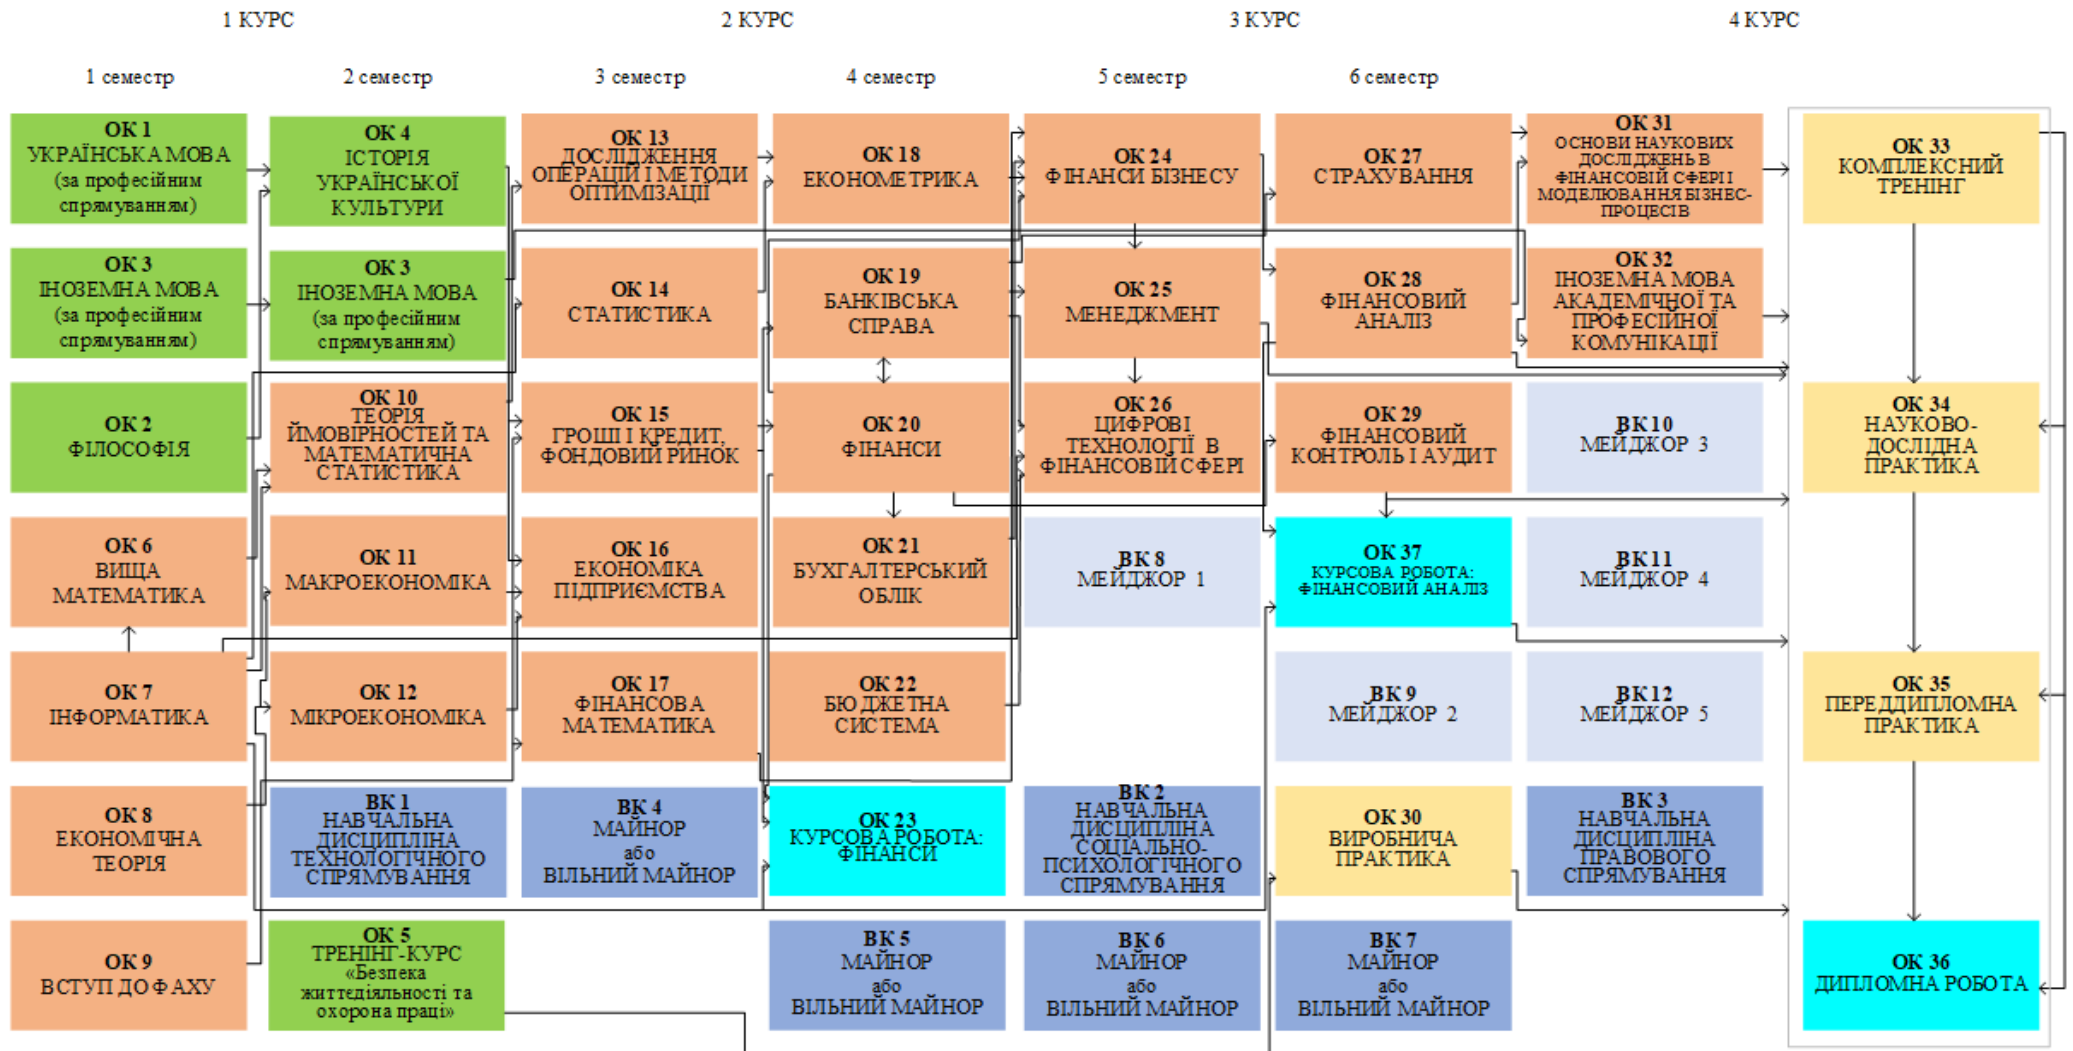 1 КУРС
2 КУРС
3 КУРС
4 КУРС
1 семестр
2 семестр
3 семестр
4 семестр
5 семестр
6 семестр
ОК 1
УКРАЇНСЬКА МОВА
(за професійним
спрямуванням)
ОК 3
ІНОЗЕМНА МОВА
(за професійним
спрямуванням)
ОК 2
ФІЛОСОФІЯ
ОК 6
ВИЩА
МАТЕМАТИКА
ОК 7
ІНФОРМАТИКА
ОК 8
ЕКОНОМІЧНА
ТЕОРІЯ
ОК 9
ВСТУП ДО ФАХУ
ОК 4
ІСТОРІЯ
УКРАЇНСЬКОЇ
КУЛЬТУРИ
ОК 3
ІНОЗЕМНА МОВА
(за професійним
спрямуванням)
ОК 10
ТЕОРІЯ
ЙМОВІРНОСТЕЙ ТА
МАТЕМАТИЧНА
СТАТИСТИКА
ОК 11
МАКРОЕКОНОМІКА
ОК 12
МІКРОЕКОНОМІКА
ВК 1
НАВЧАЛЬНА
ДИСЦИПЛІНА
ТЕХНОЛОГІЧНОГО
СПРЯМУВАННЯ
ОК 5
ТРЕНІНГ-КУРС
«Безпека
життєдіяльності та
охорона праці»
ОК 13
ДОСЛІДЖЕННЯ
ОПЕРАЦІЙ І МЕТОДИ
ОПТИМІЗАЦІЇ
ОК 14
СТАТИСТИКА
ОК 15
ГРОШІ І КРЕДИТ,
ФОНДОВИЙ РИНОК
ОК 16
ЕКОНОМІКА
ПІДПРИЄМСТВА
ОК 17
ФІНАНСОВА
МАТЕМАТИКА
ВК 4
МАЙНОР
або
ВІЛЬНИЙ МАЙНОР
ОК 18
ЕКОНОМЕТРИКА
ОК 19
БАНКІВСЬКА
СПРАВА
ОК 20
ФІНАНСИ
ОК 21
БУХГАЛТЕРСЬКИЙ
ОБЛІК
ОК 22
БЮДЖЕТНА
СИСТЕМА
ОК 23
КУРСОВА РОБОТА:
ФІНАНСИ
ВК 5
МАЙНОР
або
ВІЛЬНИЙ МАЙНОР
ОК 24
ФІНАНСИ БІЗНЕСУ
ОК 25
МЕНЕДЖМЕНТ
ОК 26
ЦИФРОВІ
ТЕХНОЛОГІЇ В
ФІНАНСОВІЙ СФЕРІ
ВК 8
МЕЙДЖОР 1
ВК 2
НАВЧАЛЬНА
ДИСЦИПЛІНА
СОЦІАЛЬНО-
ПСИХОЛОГІЧНОГО
СПРЯМУВАННЯ
ВК 6
МАЙНОР
або
ВІЛЬНИЙ МАЙНОР
ОК 27
СТРАХУВАННЯ
ОК 28
ФІНАНСОВИЙ
АНАЛІЗ
ОК 29
ФІНАНСОВИЙ
КОНТРОЛЬ І АУДИТ
ОК 37
КУРСОВА РОБОТА:
ФІНАНСОВИЙ АНАЛІЗ
ВК 9
МЕЙДЖОР 2
ОК 30
ВИРОБНИЧА
ПРАКТИКА
ВК 7
МАЙНОР
або
ВІЛЬНИЙ МАЙНОР
ОК 31
ОСНОВИ НАУКОВИХ
ДОСЛІДЖЕНЬ В
ФІНАНСОВІЙ СФЕРІ І
МОДЕЛЮВАННЯ БІЗНЕС-
ПРОЦЕСІВ
ОК 32
ІНОЗЕМНА МОВА
АКАДЕМІЧНОЇ ТА
ПРОФЕСІЙНОЇ
КОМУНІКАЦІЇ
ВК 10
МЕЙДЖОР 3
ВК 11
МЕЙДЖОР 4
ВК 12
МЕЙДЖОР 5
ВК 3
НАВЧАЛЬНА
ДИСЦИПЛІНА
ПРАВОВОГО
СПРЯМУВАННЯ
ОК 33
КОМПЛЕКСНИЙ
ТРЕНІНГ
ОК 34
НАУКОВО-
ДОСЛІДНА
ПРАКТИКА
ОК 35
ПЕРЕДДИПЛОМНА
ПРАКТИКА
ОК 36
ДИПЛОМНА РОБОТА